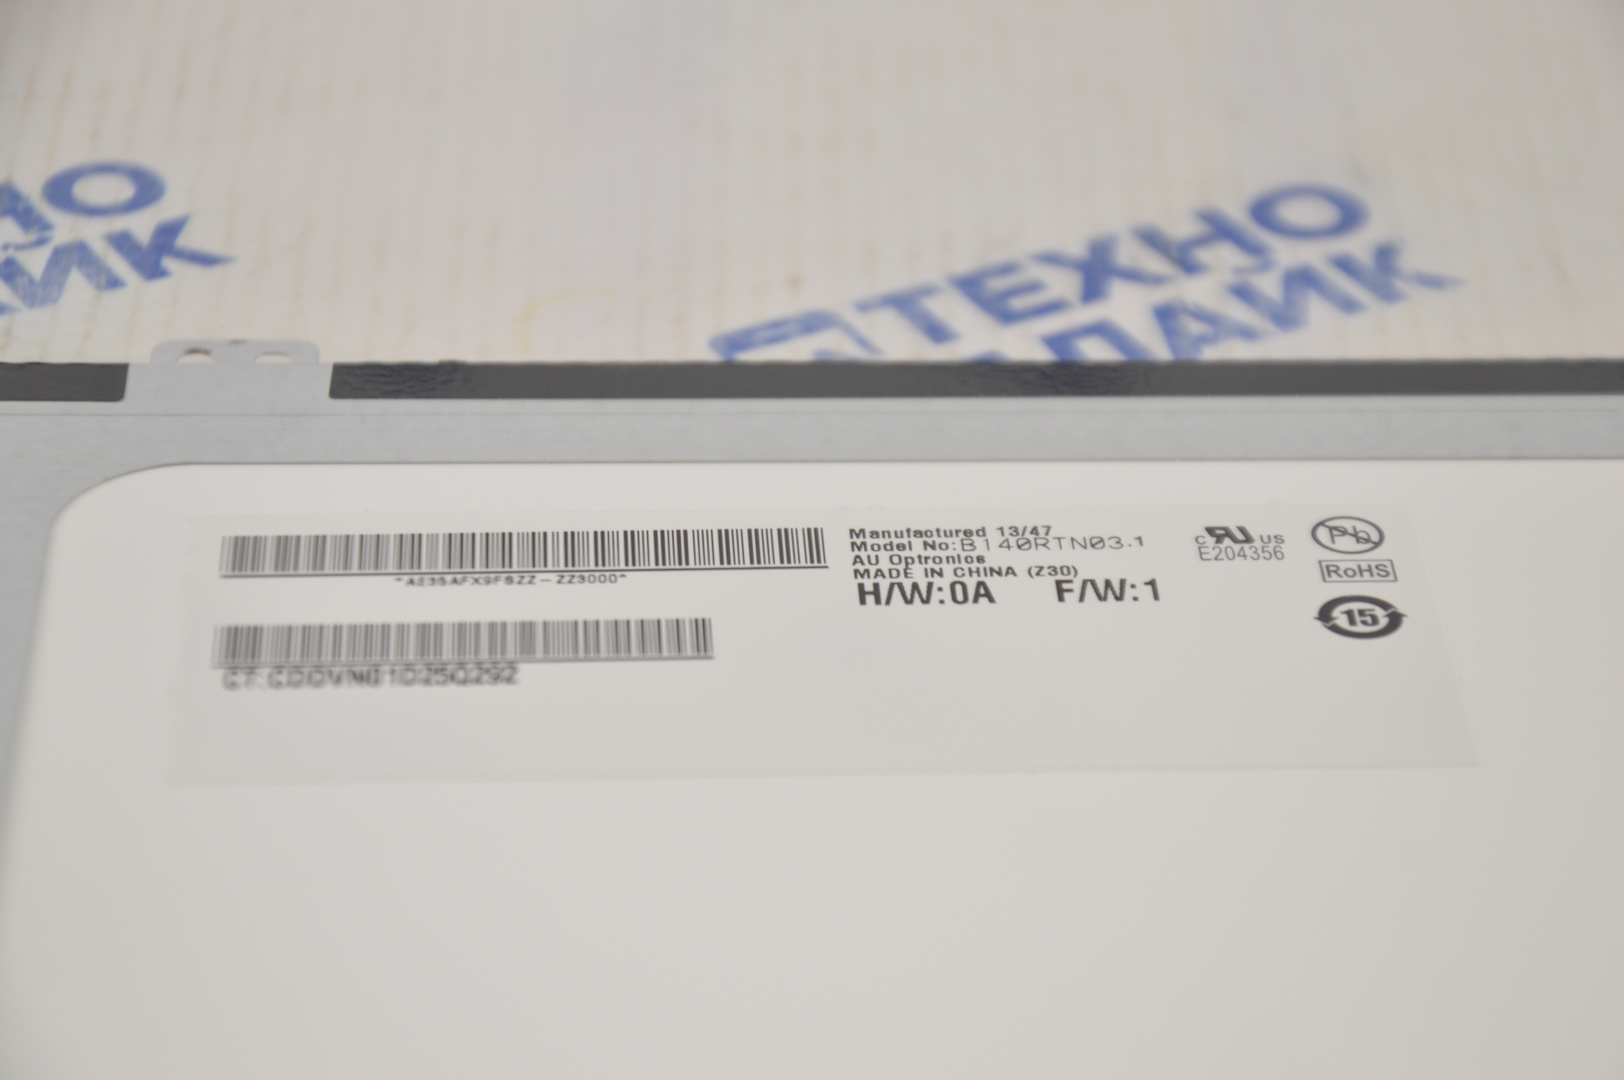 ТЕХНО
ЛАЙК
Manufactured 13/47
Model No:B140RTN03.1
AU Optronics
MADE IN CHINA (Z30)
H/W:0A F/W:1
c RU US
E204356
Pb
RoHS
15
ZZ3000*